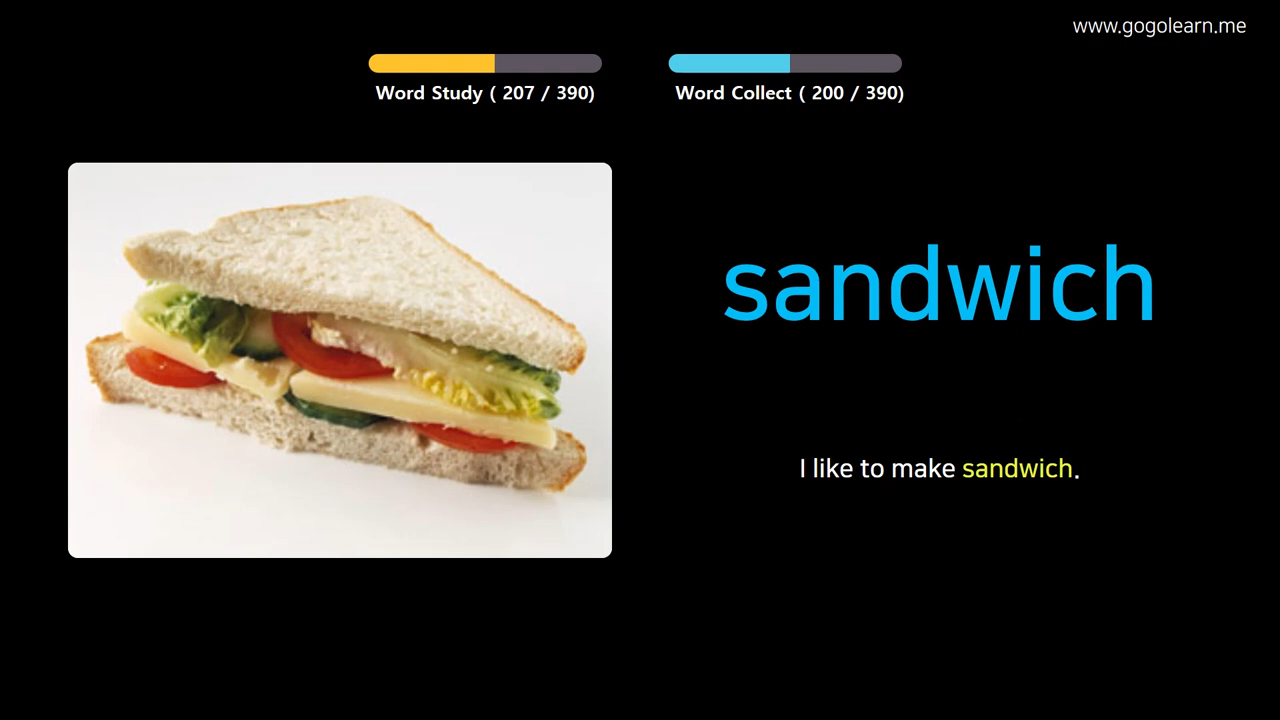 www.gogolearn.me
Word Study ( 207 / 390)
Word Collect ( 200 / 390)
sandwich
I like to make sandwich.